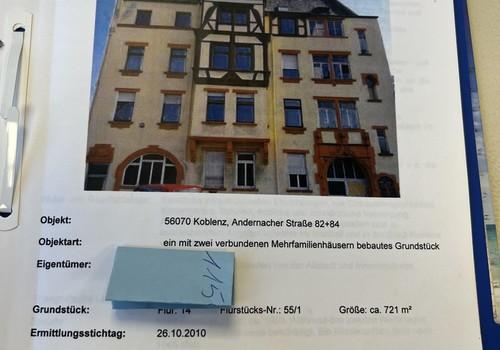 Objekt: 56070 Koblenz, Andernacher Straße 82+84
Objektart: ein mit zwei verbundenen Mehrfamilienhäusern bebautes Grundstück
Eigentümer:
115
Grundstück: Flur: 14 Flurstücks-Nr.: 55/1 Größe: ca. 721 m²
Ermittlungsstichtag: 26.10.2010